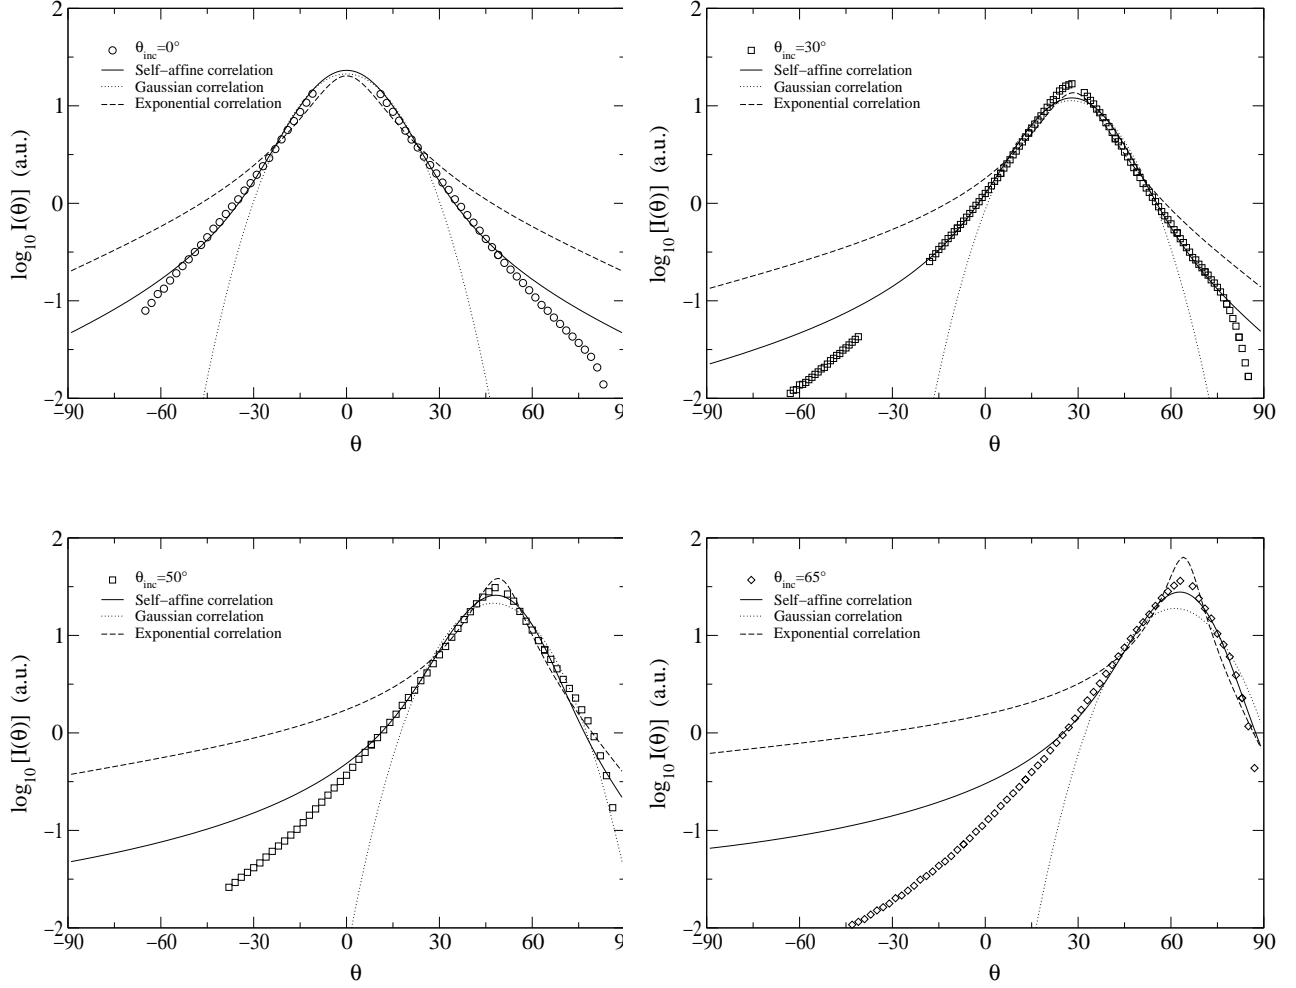 2
1
0
−1
−2
log10 I(θ)] (a.u.)
θinc=0°
Self−affine correlation
Gaussian correlation
Exponential correlation
−90 −60 −30 0 30 60 9
θ
2
1
0
−1
−2
log10 [I(θ)] (a.u.)
θinc=30°
Self−affine correlation
Gaussian correlation
Exponential correlation
−90 −60 −30 0 30 60 90
θ
2
1
0
−1
−2
log10 [I(θ)] (a.u.)
θinc=50°
Self−affine correlation
Gaussian correlation
Exponential correlation
−90 −60 −30 0 30 60 9
θ
2
1
0
−1
−2
log10 I(θ)] (a.u.)
θinc=65°
Self−affine correlation
Gaussian correlation
Exponential correlation
−90 −60 −30 0 30 60 90
θ